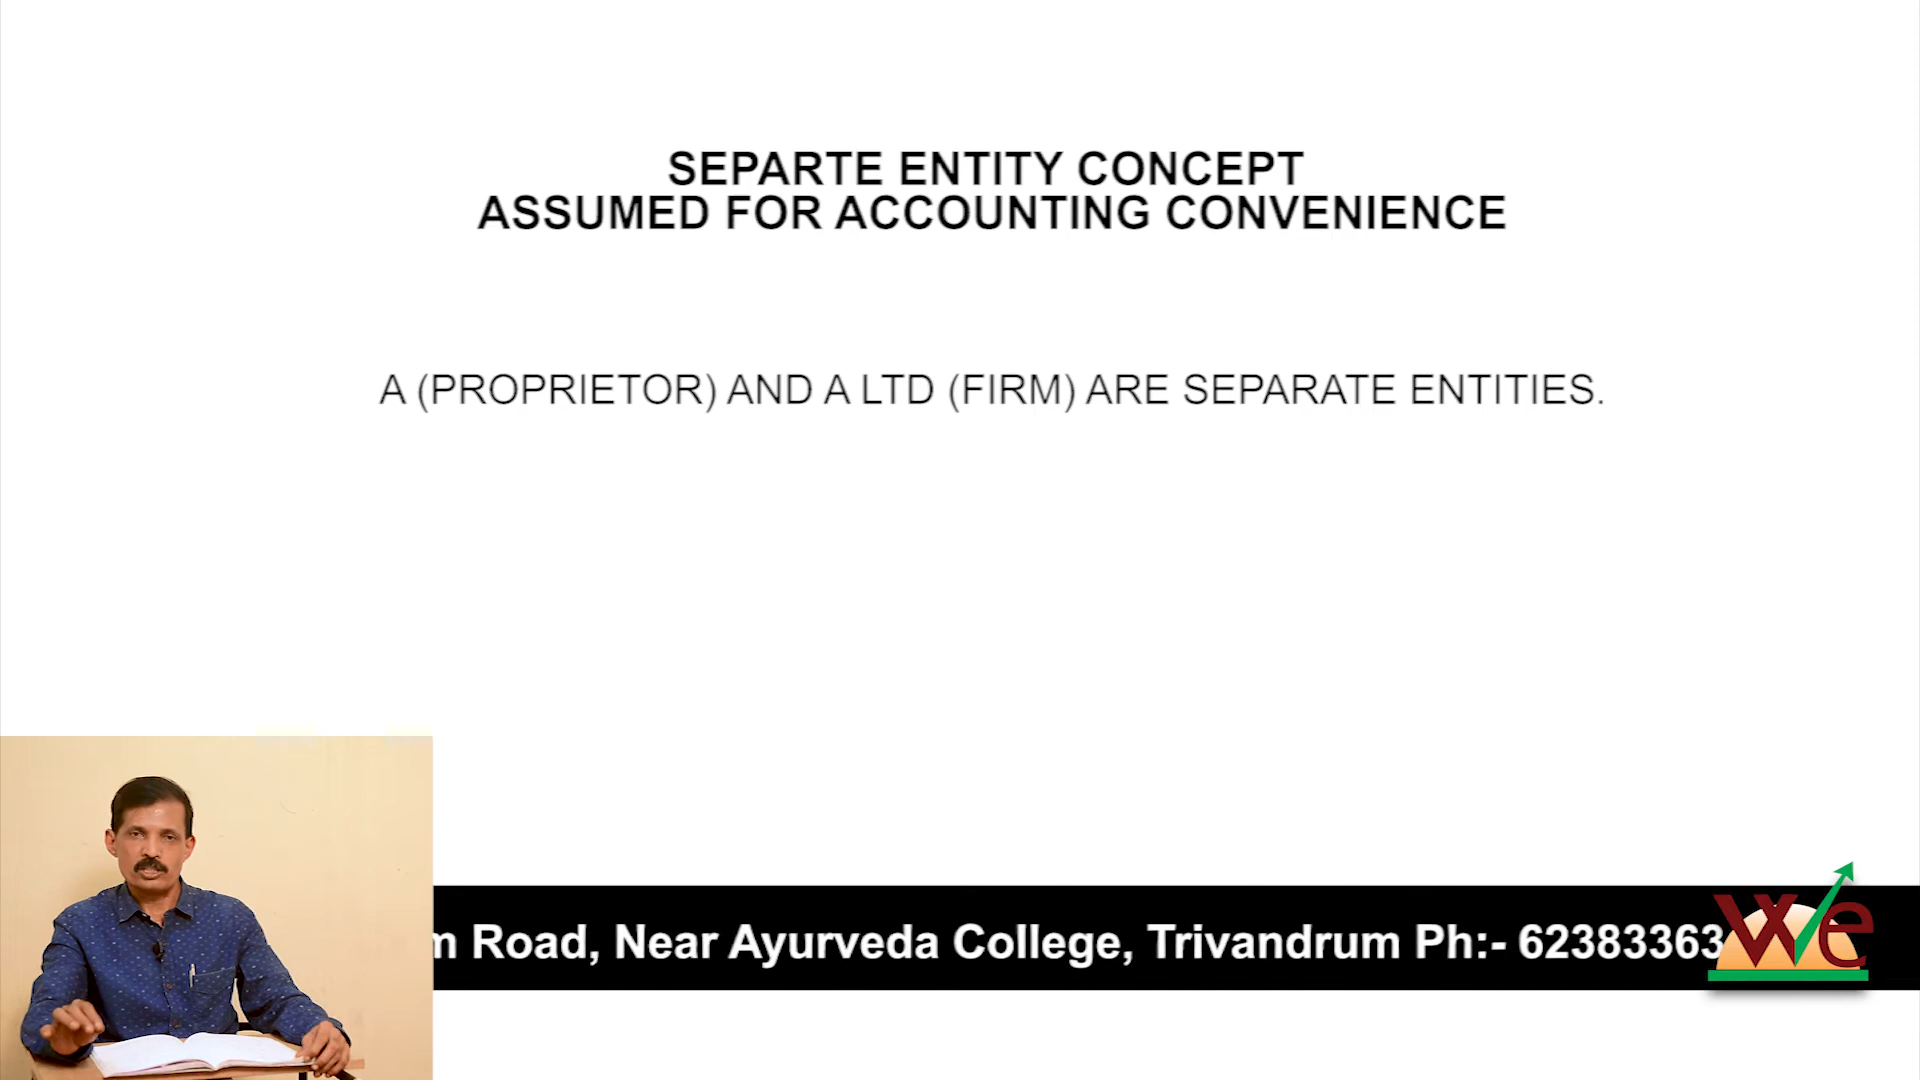 SEPARTE ENTITY CONCEPT
ASSUMED FOR ACCOUNTING CONVENIENCE
A (PROPRIETOR) AND A LTD (FIRM) ARE SEPARATE ENTITIES.
Road, Near Ayurveda College, Trivandrum Ph:- 62383363
We